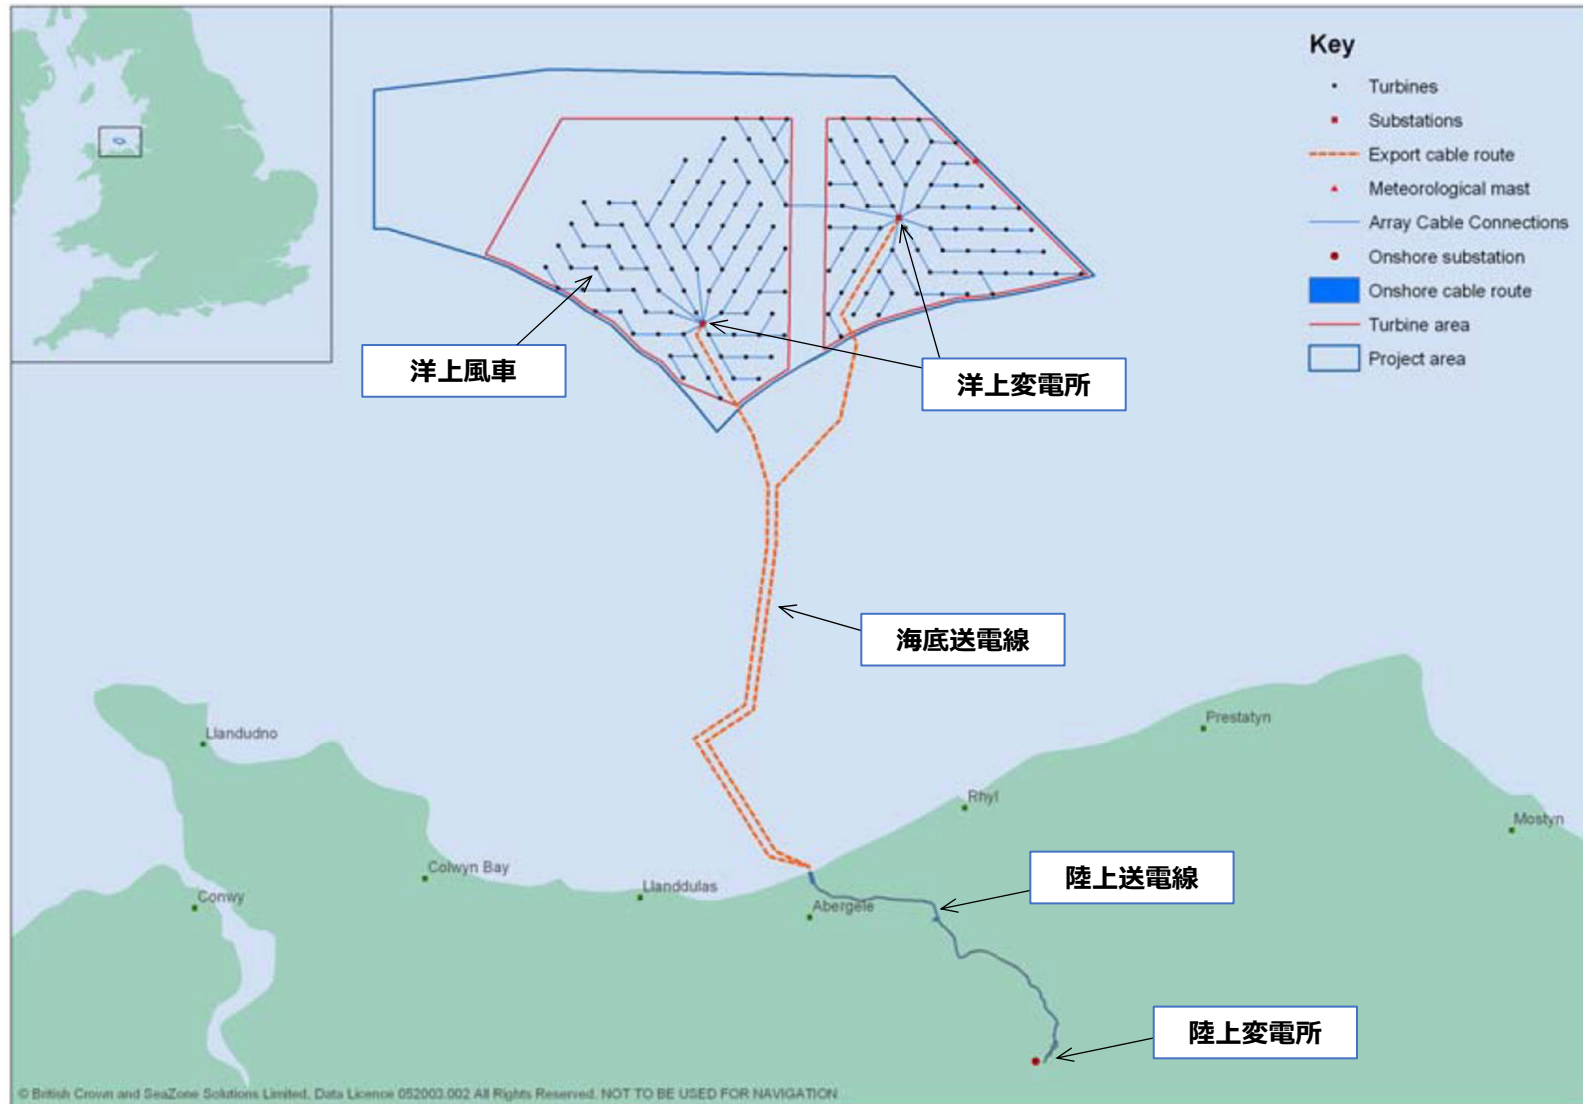 Key
Turbines
Substations
Export cable route
Meteorological mast
Array Cable Connections
Onshore substation
Onshore cable route
Turbine area
Project area
洋上風車
洋上変電所
海底送電線
Llandudno
Prestatyn
Rhyl
Mostyn
Colwyn Bay
Llanddulas
Conwy
Abergele
陸上送電線
陸上変電所
© British Crown and SeaZone Solutions Limited. Data Licence 052003.002 All Rights Reserved. NOT TO BE USED FOR NAVIGATION